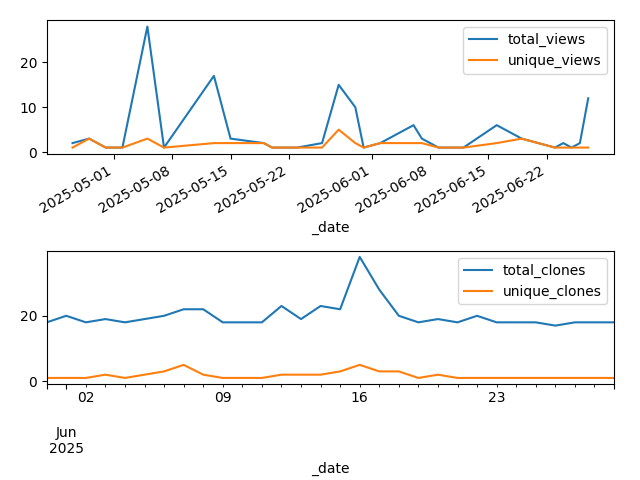 total_views
unique_views
20
10
0
2025-05-01
2025-05-08
2025-05-15
2025-05-22
2025-06-01
2025-06-08
2025-06-15
2025-06-22
_date
total_clones
unique_clones
20
0
02
09
16
23
Jun
2025
_date